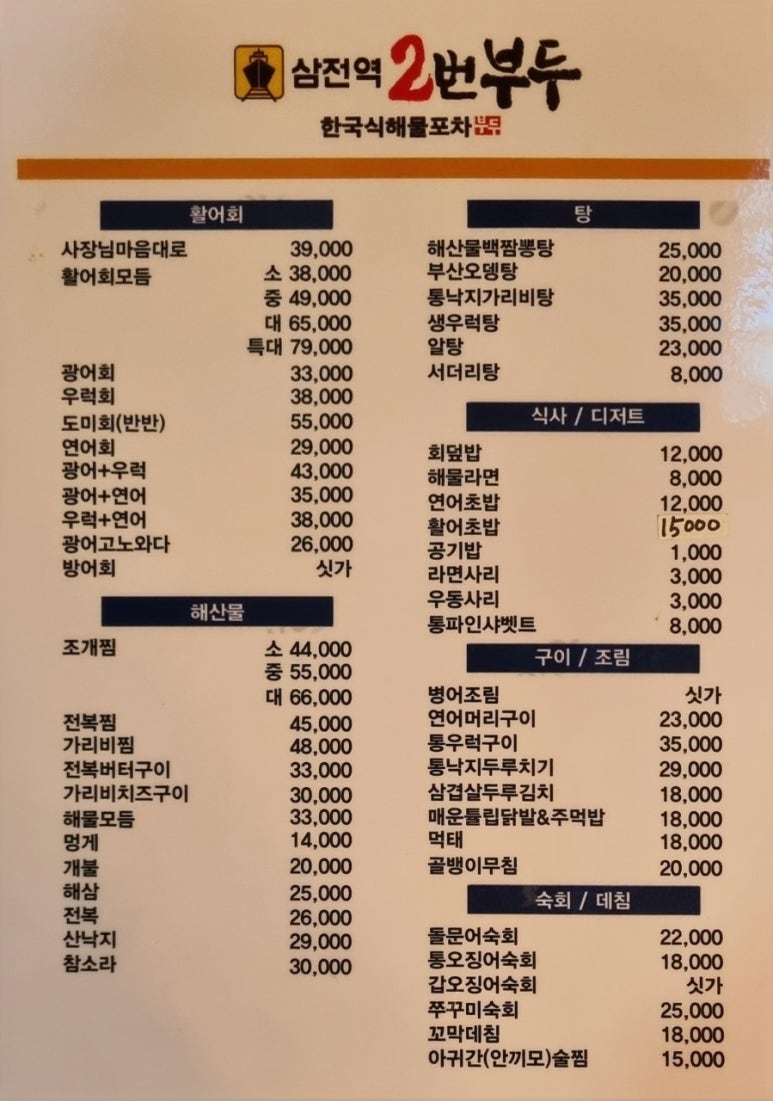 삼전역 2번부두
한국식해물포차 부두
활어회
사장님마음대로 39,000
활어회모듬 소 38,000
중 49,000
대 65,000
특대 79,000
광어회 33,000
우럭회 38,000
도미회(반반) 55,000
연어회 29,000
광어+우럭 43,000
광어+연어 35,000
우럭+연어 38,000
광어고노와다 26,000
방어회 싯가
해산물
조개찜 소 44,000
중 55,000
대 66,000
전복찜 45,000
가리비찜 48,000
전복버터구이 33,000
가리비치즈구이 30,000
해물모듬 33,000
멍게 14,000
개불 20,000
해삼 25,000
전복 26,000
산낙지 29,000
참소라 30,000
탕
해산물백짬뽕탕 25,000
부산오뎅탕 20,000
통낙지가리비탕 35,000
생우럭탕 35,000
알탕 23,000
서더리탕 8,000
식사 / 디저트
회덮밥 12,000
해물라면 8,000
연어초밥 12,000
활어초밥 15000
공기밥 1,000
라면사리 3,000
우동사리 3,000
통파인샤벳트 8,000
구이 / 조림
병어조림 싯가
연어머리구이 23,000
통우럭구이 35,000
통낙지두루치기 29,000
삼겹살두루김치 18,000
매운튤립닭발&주먹밥 18,000
먹태 18,000
골뱅이무침 20,000
숙회 / 데침
돌문어숙회 22,000
통오징어숙회 18,000
갑오징어숙회 싯가
쭈꾸미숙회 25,000
꼬막데침 18,000
아귀간(안끼모)술찜 15,000